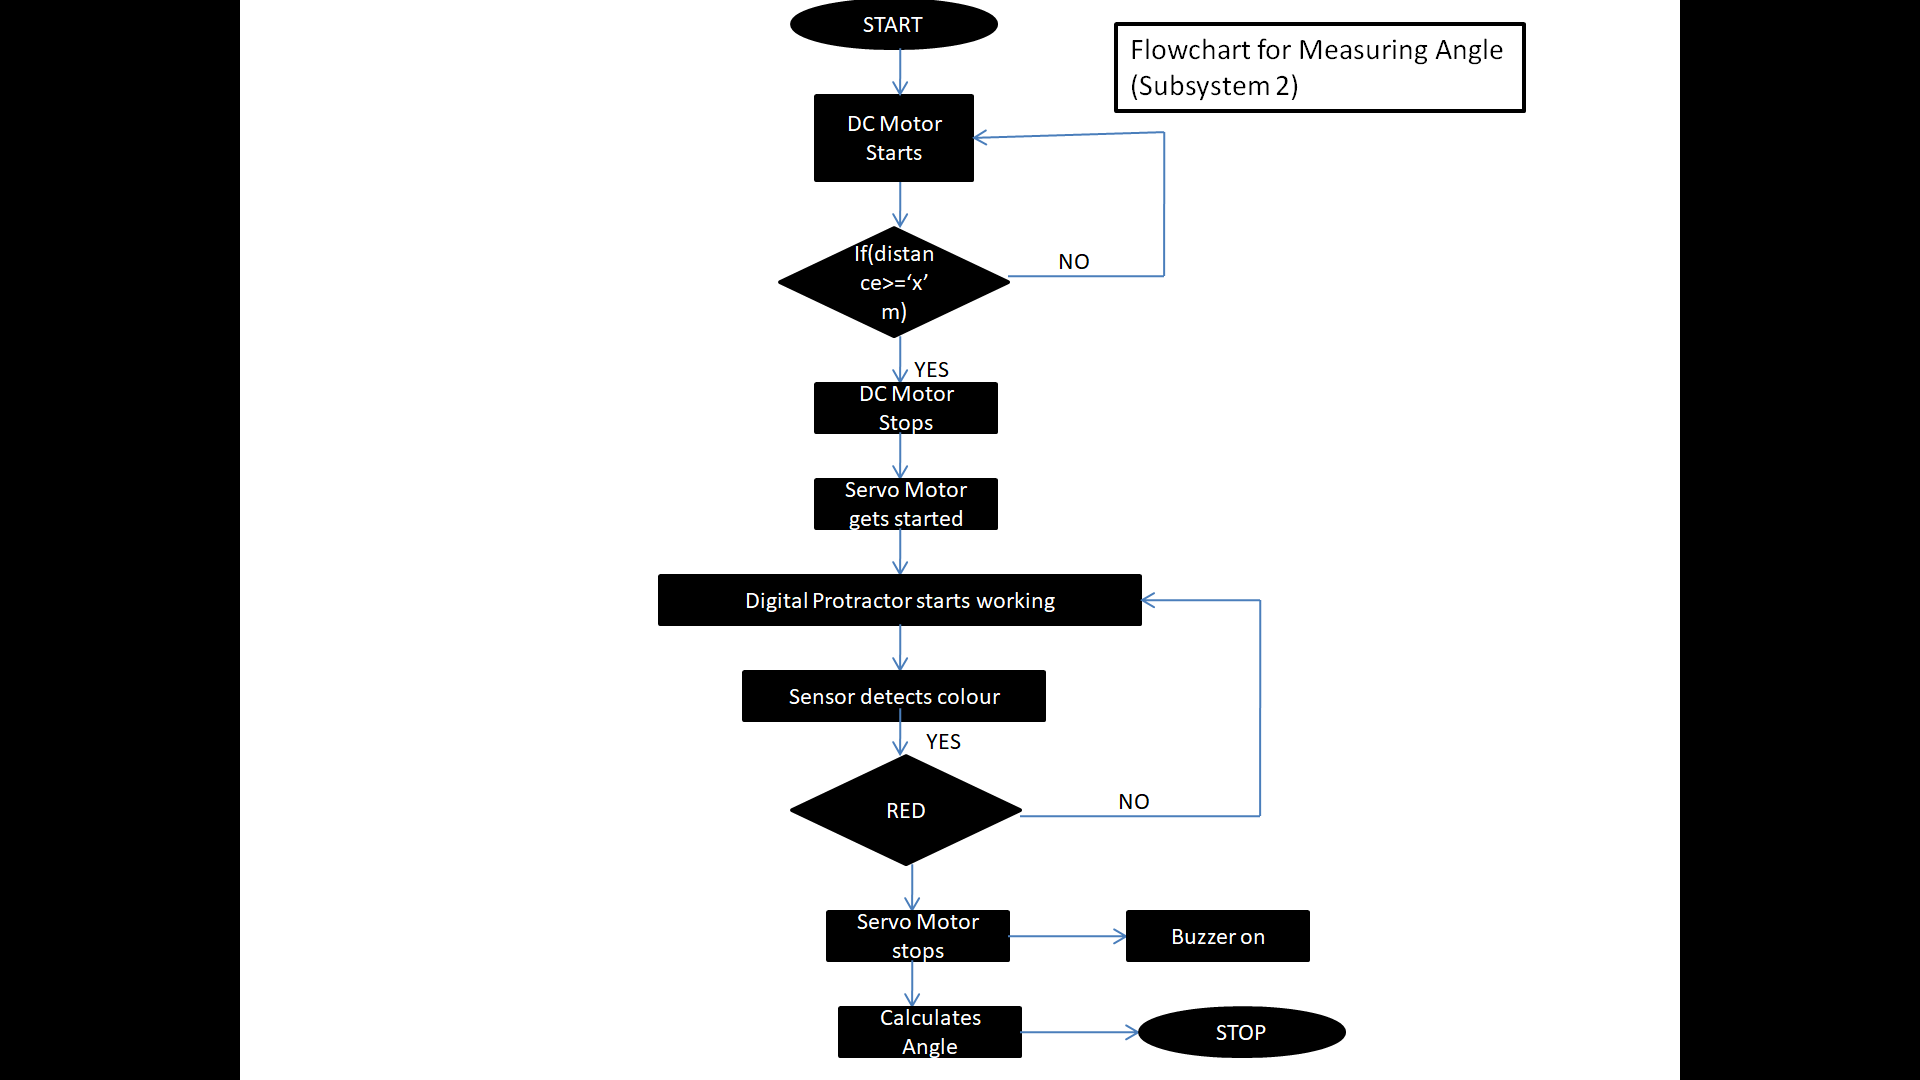 START
Flowchart for Measuring Angle
(Subsystem 2)
DC Motor
Starts
If(distan
ce>=‘x’
m)
NO
YES
DC Motor
Stops
Servo Motor
gets started
Digital Protractor starts working
Sensor detects colour
YES
RED
NO
Servo Motor
stops
Buzzer on
Calculates
Angle
STOP